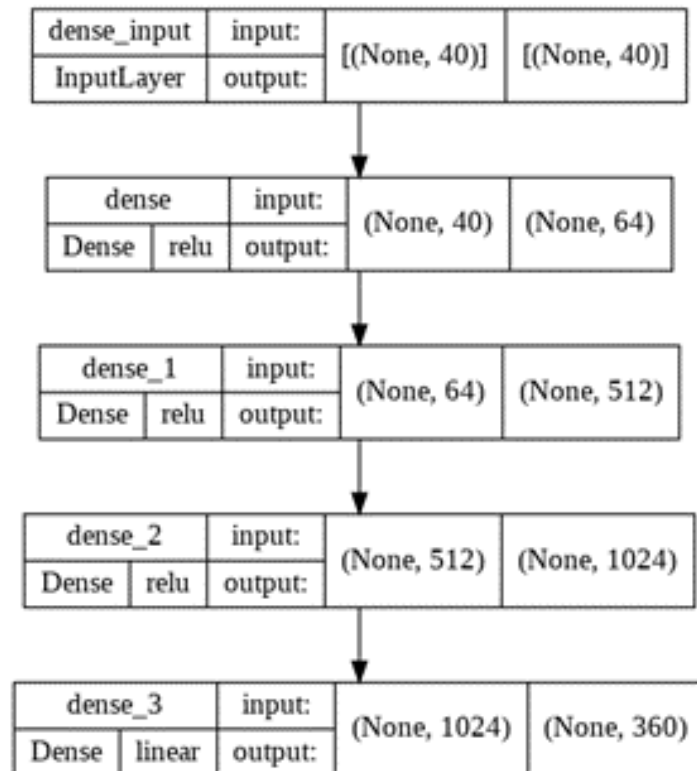 dense_input input: [(None, 40)] [(None, 40)]
InputLayer output:
dense input: (None, 40) (None, 64)
Dense relu output:
dense_1 input: (None, 64) (None, 512)
Dense relu output:
dense_2 input: (None, 512) (None, 1024)
Dense relu output:
dense_3 input: (None, 1024) (None, 360)
Dense linear output: